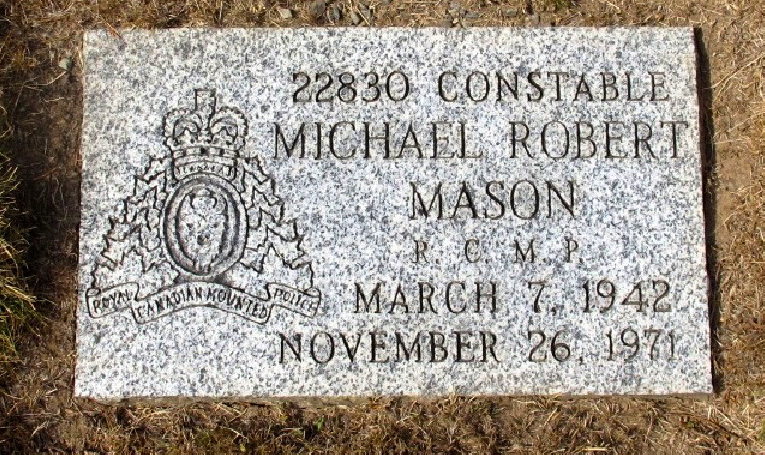 22830 CONSTABLE
MICHAEL ROBERT
MASON
R. C. M. P.
MARCH 7, 1942
NOVEMBER 26, 1971
ROYAL CANADIAN MOUNTED POLICE